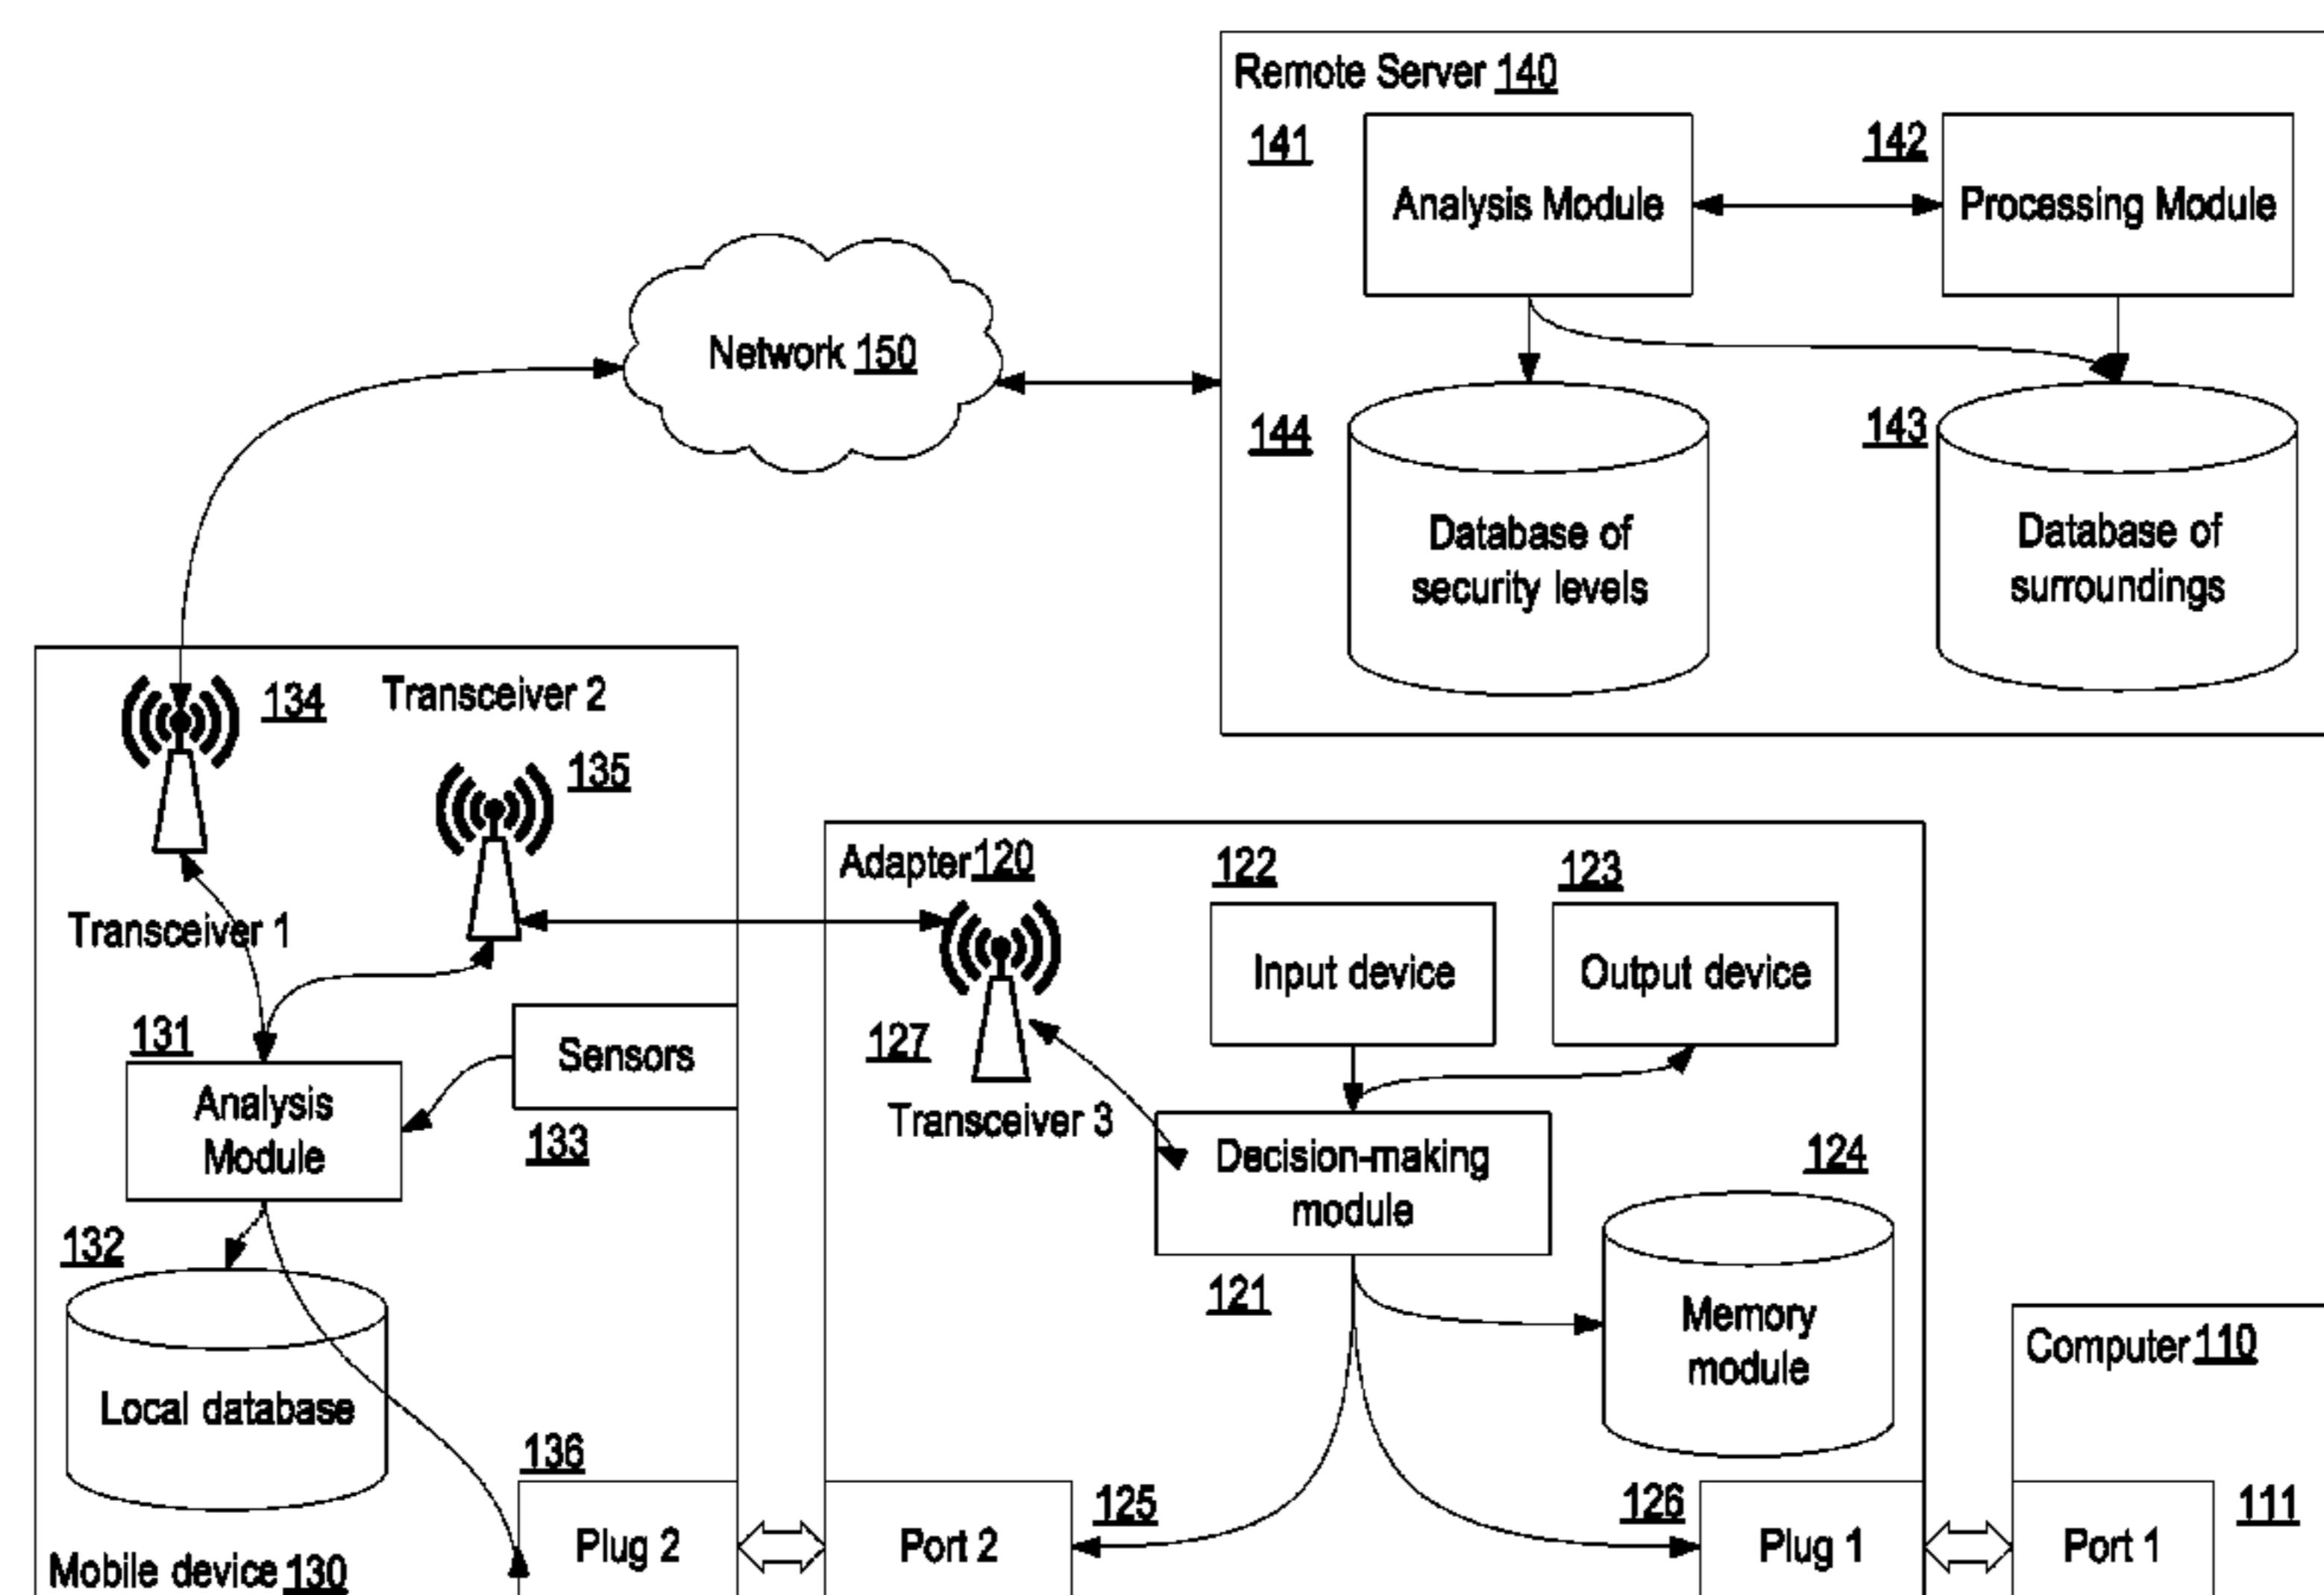 Remote Server 140
141
Analysis Module
142
Processing Module
Network 150
144
Database of
security levels
143
Database of
surroundings
134
Transceiver 2
135
Transceiver 1
131
Analysis
Module
Sensors
133
132
Local database
136
Plug 2
Mobile device 130
Adapter 120
122
Input device
123
Output device
127
Transceiver 3
Decision-making
module
121
124
Memory
module
125
Port 2
126
Plug 1
Computer 110
111
Port 1